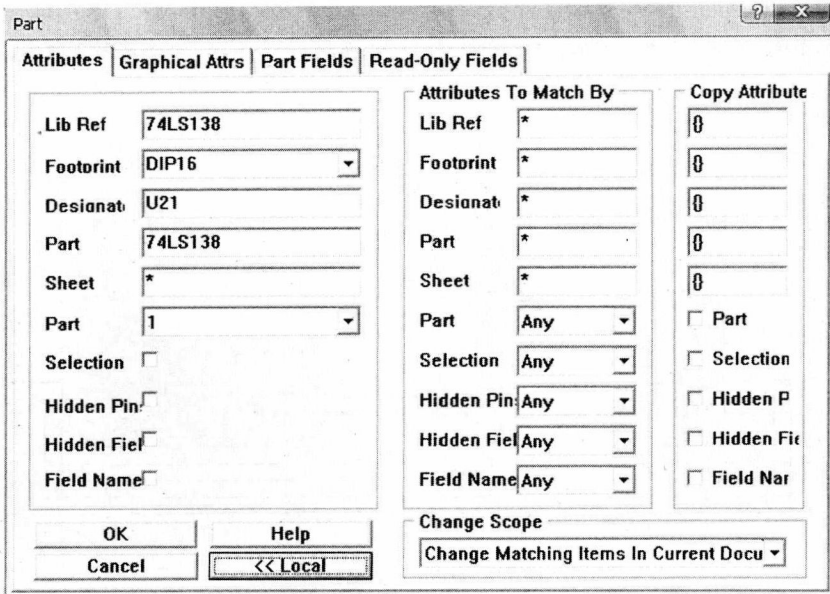 Part
Attributes Graphical Attrs Part Fields Read-Only Fields
Attributes To Match By Copy Attribute
Lib Ref 74LS138 Lib Ref * {}
Footprint DIP16 Footprint * {}
Designat U21 Designat * {}
Part 74LS138 Part * {}
Sheet * Sheet * {}
Part 1 Part Any Part
Selection Selection Any Selection
Hidden Pin Hidden Pin Any Hidden P
Hidden Fiel Hidden Fiel Any Hidden Fie
Field Name Field Name Any Field Nar
OK Help Change Scope
Cancel << Local Change Matching Items In Current Docu